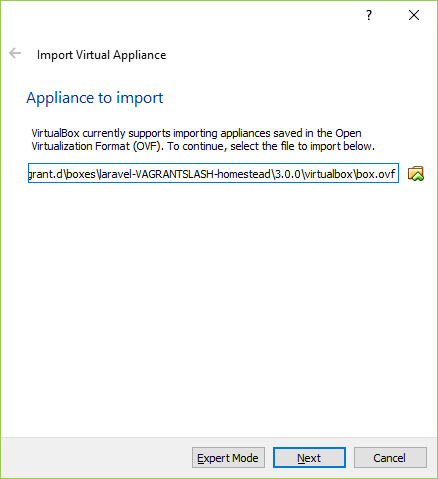 ?
Import Virtual Appliance
Appliance to import
VirtualBox currently supports importing appliances saved in the Open
Virtualization Format (OVF). To continue, select the file to import below.
grant.d\boxes\laravel-VAGRANTSLASH-homestead\3.0.0\virtualbox\box.ovf
Expert Mode Next Cancel